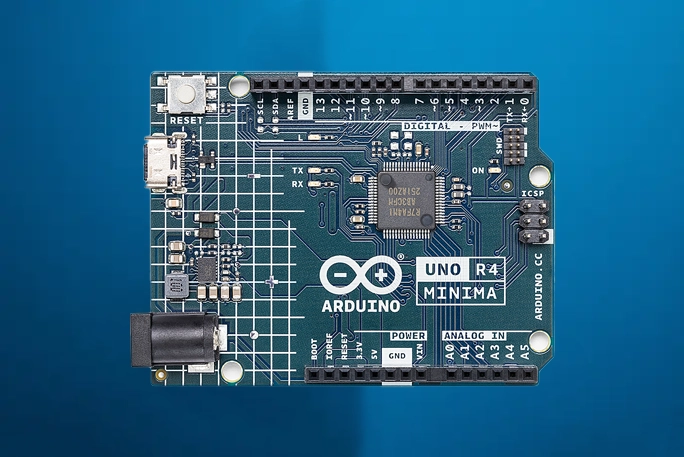 RESET
SCL
SDA
AREF
GND
13
12
~11
~10
~9
8
7
~6
~5
4
~3
2
TX→1
RX←0
DIGITAL - PWM~
L
TX
RX
SWD
ON
ICSP
R7FA4M1
AB3CFM
UNO R4
MINIMA
ARDUINO
®
ARDUINO.CC
POWER
ANALOG IN
BOOT
IOREF
RESET
3.3V
5V
GND
VIN
A0
A1
A2
A3
A4
A5